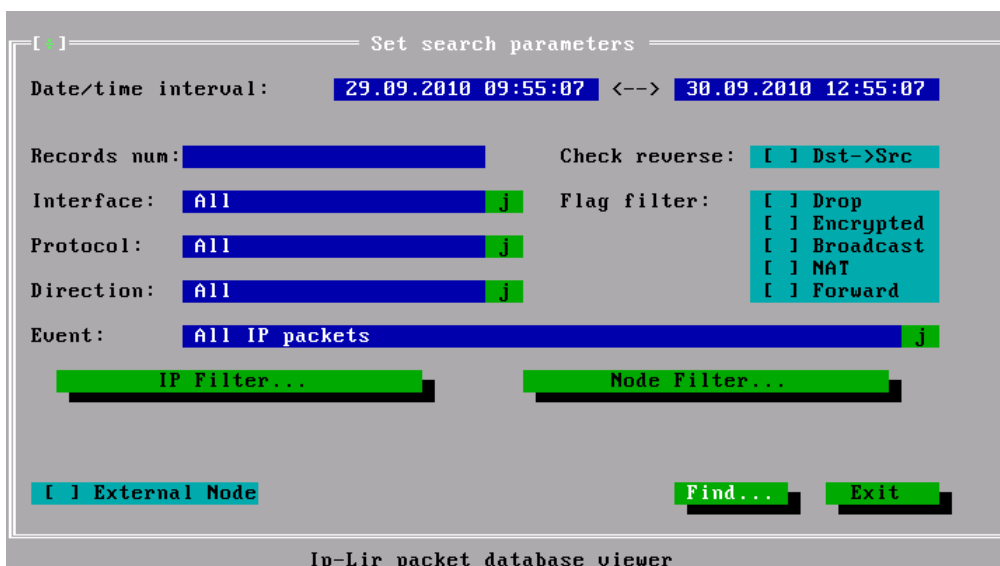 [↕] Set search parameters
Date/time interval: 29.09.2010 09:55:07 <--> 30.09.2010 12:55:07
Records num: Check reverse: [ ] Dst->Src
Interface: All j Flag filter: [ ] Drop
[ ] Encrypted
Protocol: All j [ ] Broadcast
[ ] NAT
Direction: All j [ ] Forward
Event: All IP packets j
IP Filter... Node Filter...
[ ] External Node Find... Exit
Ip-Lir packet database viewer